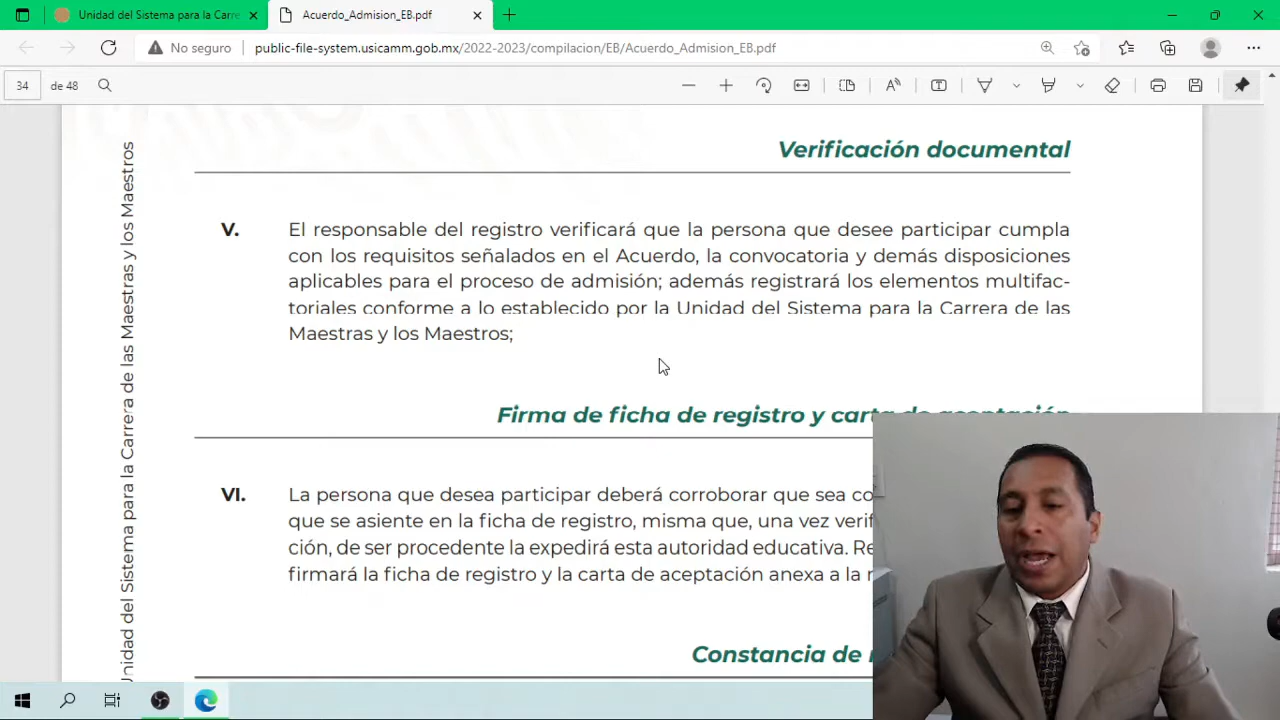 Unidad del Sistema para la Carre
Acuerdo_Admision_EB.pdf
No seguro
public-file-system.usicamm.gob.mx/2022-2023/compilacion/EB/Acuerdo_Admision_EB.pdf
34 de 48
Verificación documental
V. El responsable del registro verificará que la persona que desee participar cumpla
con los requisitos señalados en el Acuerdo, la convocatoria y demás disposiciones
aplicables para el proceso de admisión; además registrará los elementos multifac-
toriales conforme a lo establecido por la Unidad del Sistema para la Carrera de las
Maestras y los Maestros;
Firma de ficha de registro y carta de aceptación
VI. La persona que desea participar deberá corroborar que sea co
que se asiente en la ficha de registro, misma que, una vez verif
ción, de ser procedente la expedirá esta autoridad educativa. Re
firmará la ficha de registro y la carta de aceptación anexa a la
Constancia de
Unidad del Sistema para la Carrera de las Maestras y los Maestros